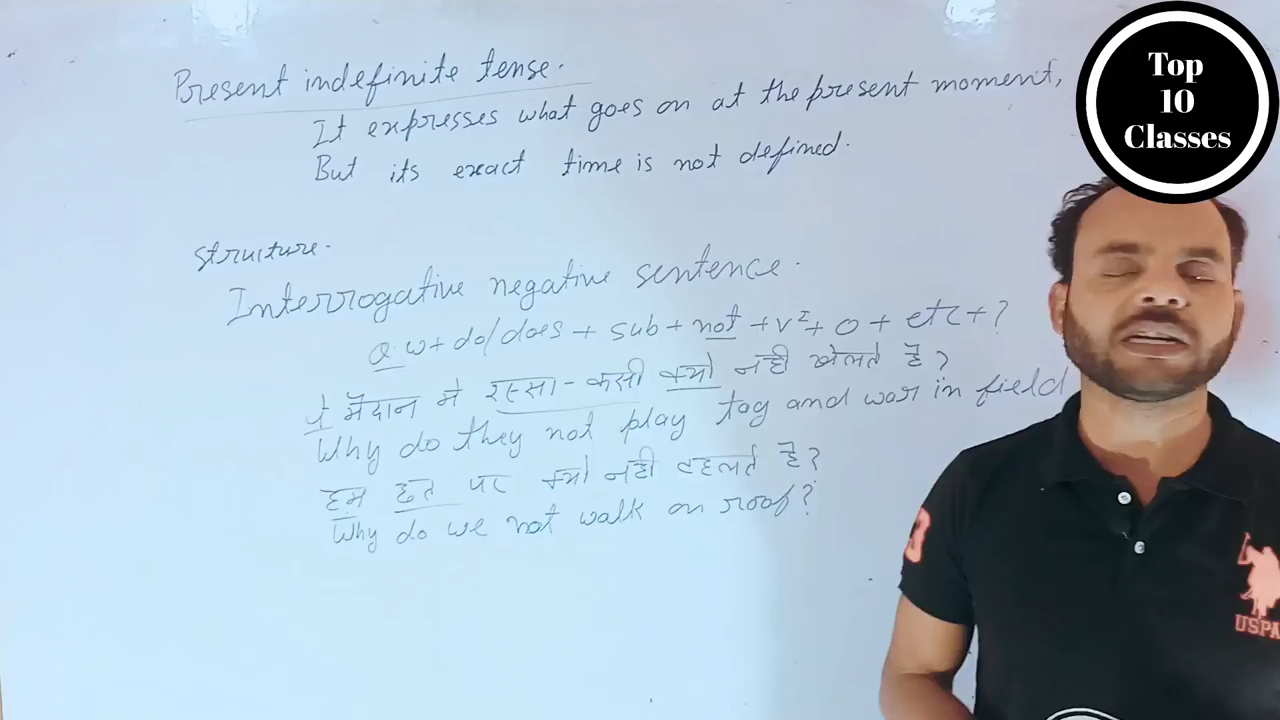 Present indefinite tense.
It expresses what goes on at the present moment,
But its exact time is not defined.
structure.
Interrogative negative sentence.
Q.w + do/does + sub + not + vI + o + etc + ?
वे मैदान मे रस्सा-कसी क्यो नही खेलते है?
Why do they not play tog and war in field
हम छत पर क्यो नही टहलते है?
Why do we not walk on roof?
Top
10
Classes
3
USPA